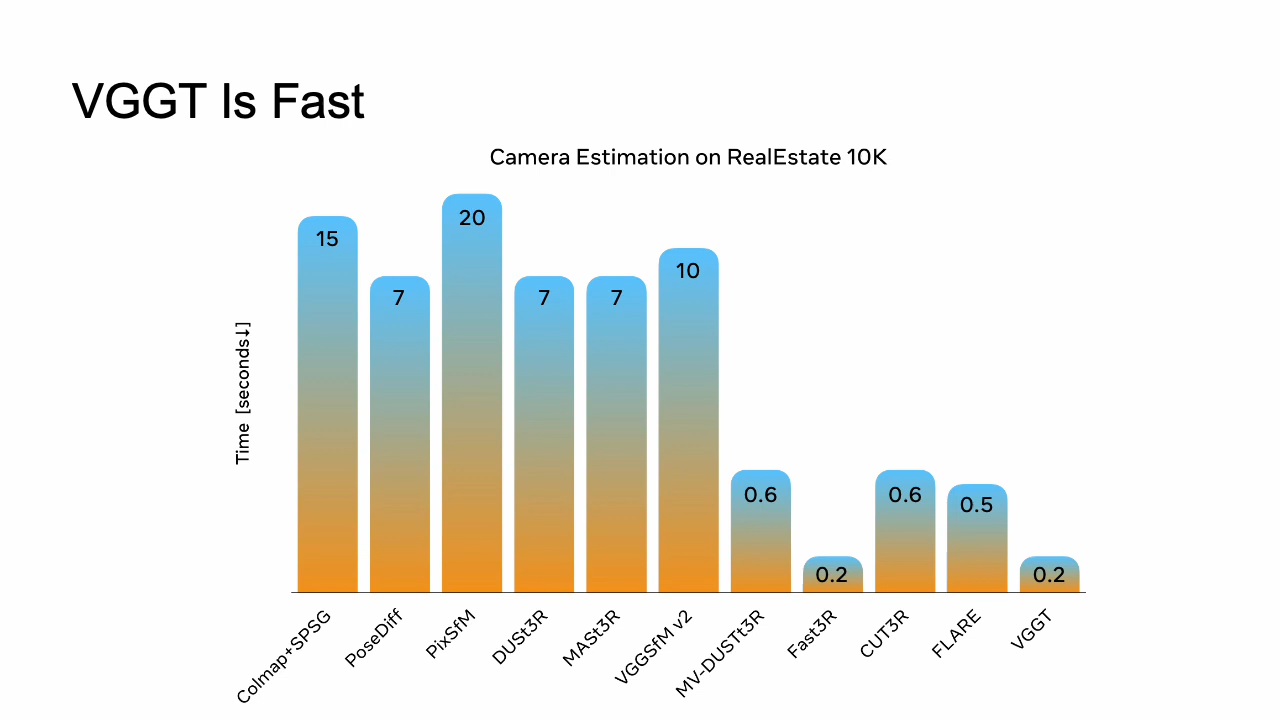 VGGT Is Fast
Camera Estimation on RealEstate 10K
Time [seconds↓]
15
7
20
7
7
10
0.6
0.2
0.6
0.5
0.2
Colmap+SPSG
PoseDiff
PixSfM
DUSt3R
MASt3R
VGGSfM v2
MV-DUSTt3R
Fast3R
CUT3R
FLARE
VGGT